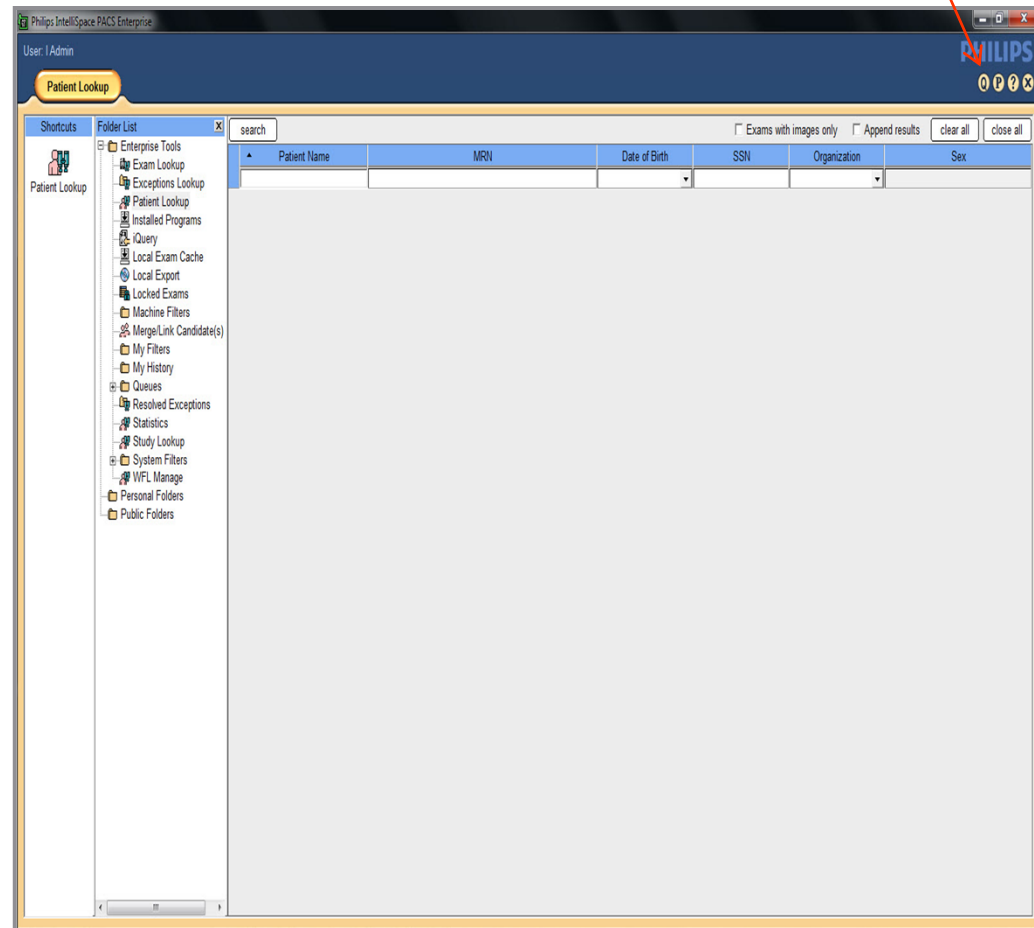 Philips IntelliSpace PACS Enterprise
User: I Admin
PHILIPS
Patient Lookup
Q P ? X
Shortcuts
Patient Lookup
Folder List X
Enterprise Tools
Exam Lookup
Exceptions Lookup
Patient Lookup
Installed Programs
iQuery
Local Exam Cache
Local Export
Locked Exams
Machine Filters
Merge/Link Candidate(s)
My Filters
My History
Queues
Resolved Exceptions
Statistics
Study Lookup
System Filters
WFL Manage
Personal Folders
Public Folders
search Exams with images only Append results clear all close all
Patient Name MRN Date of Birth SSN Organization Sex